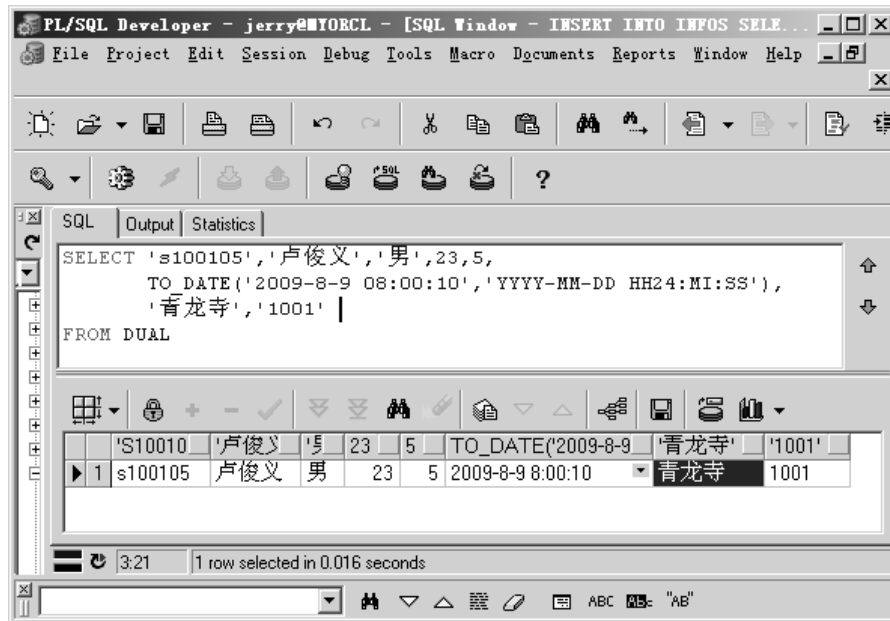 PL/SQL Developer - jerry@MYORCL - [SQL Window - INSERT INTO INFOS SELE...
File Project Edit Session Debug Tools Macro Documents Reports Window Help
SQL
?
SQL Output Statistics
SELECT 's100105','卢俊义','男',23,5,
TO_DATE('2009-8-9 08:00:10','YYYY-MM-DD HH24:MI:SS'),
'青龙寺','1001'
FROM DUAL
'S10010 '卢俊义 '男 23 5 TO_DATE('2009-8-9 '青龙寺' '1001'
1 s100105 卢俊义 男 23 5 2009-8-9 8:00:10 青龙寺 1001
3:21 1 row selected in 0.016 seconds
ABC "AB"